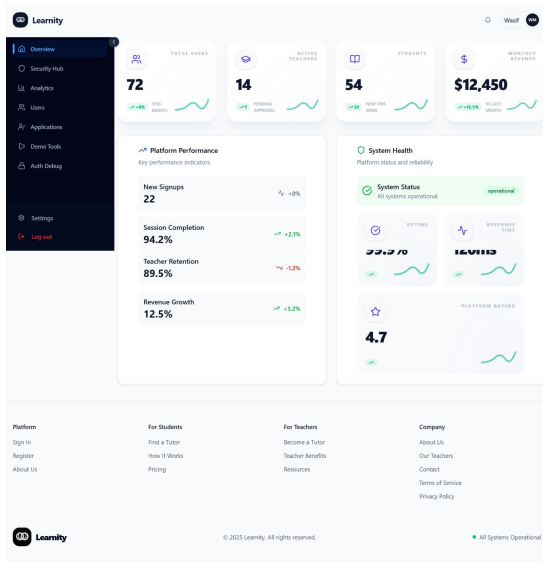 Learnity
Wasif WM
Overview
Security Hub
Analytics
Users
Applications
Demo Tools
Auth Debug
Settings
Log out
TOTAL USERS
72
+0% THIS MONTH
ACTIVE TEACHERS
14
3 PENDING APPROVAL
STUDENTS
54
22 NEW THIS WEEK
MONTHLY REVENUE
$12,450
+12.5% VS LAST MONTH
Platform Performance
Key performance indicators
New Signups
22
+0%
Session Completion
94.2%
+2.1%
Teacher Retention
89.5%
-1.2%
Revenue Growth
12.5%
+3.2%
System Health
Platform status and reliability
System Status
All systems operational
operational
UPTIME
99.9%
RESPONSE TIME
120ms
PLATFORM RATING
4.7
Platform
Sign In
Register
About Us
For Students
Find a Tutor
How It Works
Pricing
For Teachers
Become a Tutor
Teacher Benefits
Resources
Company
About Us
Our Teachers
Contact
Terms of Service
Privacy Policy
Learnity
© 2025 Learnity. All rights reserved.
All Systems Operational